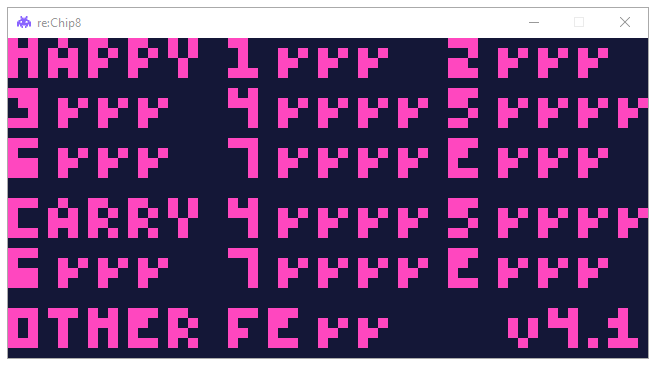 re:Chip8
HAPPY 1 ✓✓✓ 2 ✓✓✓
3 ✓✓✓ 4 ✓✓✓✓ 5 ✓✓✓✓
6 ✓✓✓ 7 ✓✓✓✓ E ✓✓✓
CARRY 4 ✓✓✓✓ 5 ✓✓✓✓
6 ✓✓✓ 7 ✓✓✓✓ E ✓✓✓
OTHER FE ✓✓ v4.1